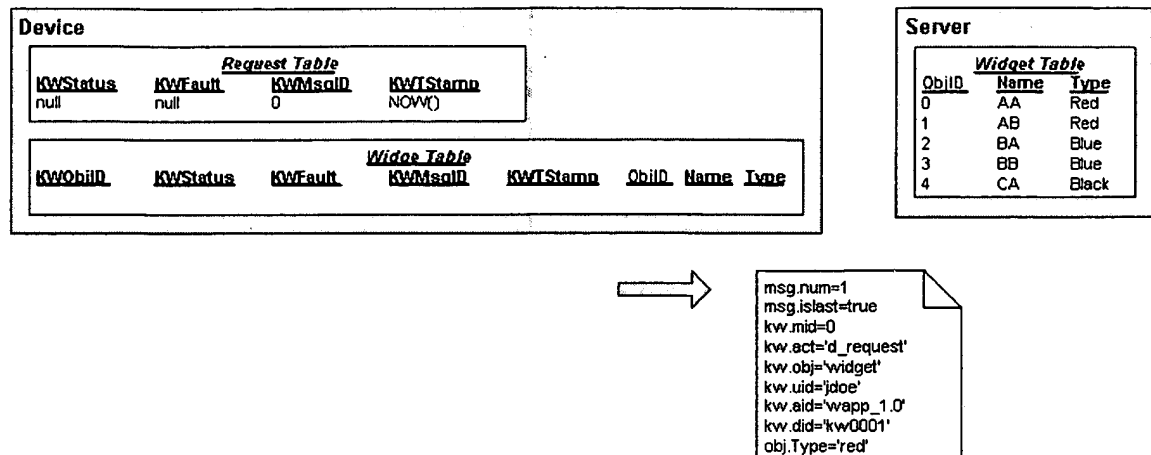 Device
Request Table
KWStatus KWFault KWMsgID KWTStamp
null null 0 NOW()
Widge Table
KWObjID KWStatus KWFault KWMsgID KWTStamp ObjID Name Type
Server
Widget Table
ObjID Name Type
0 AA Red
1 AB Red
2 BA Blue
3 BB Blue
4 CA Black
msg.num=1
msg.islast=true
kw.mid=0
kw.act='d_request'
kw.obj='widget'
kw.uid='jdoe'
kw.aid='wapp_1.0'
kw.did='kw0001'
obj.Type='red'